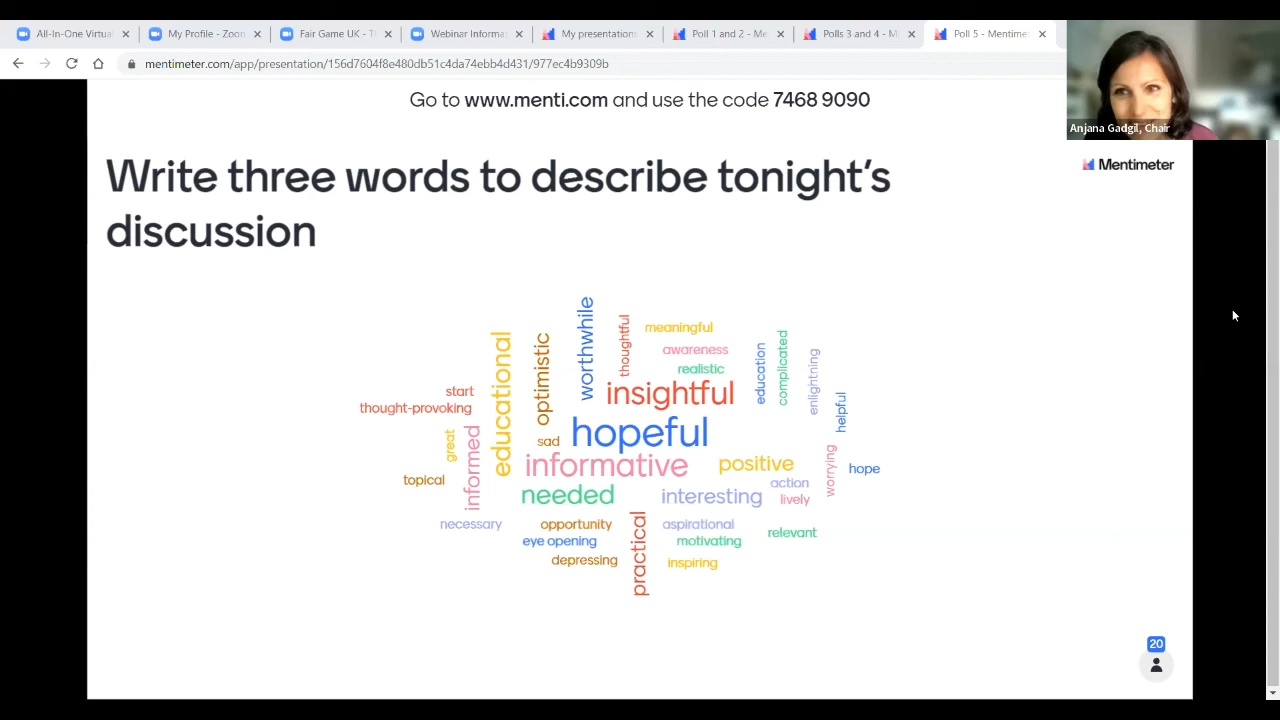 All-In-One Virtua
My Profile - Zoon
Fair Game UK - T
Webinar Informa
My presentations
Poll 1 and 2 - Me
Polls 3 and 4 - M
Poll 5 - Mentime
mentimeter.com/app/presentation/156d7604f8e480db51c4da74ebb4d431/977ec4b9309b
Go to www.menti.com and use the code 7468 9090
Anjana Gadgil, Chair
Mentimeter
Write three words to describe tonight's
discussion
worthwhile
thoughtful
meaningful
awareness
realistic
education
complicated
enlightning
helpful
educational
optimistic
start
thought-provoking
insightful
great
informed
sad
hopeful
informative
positive
worrying
hope
topical
needed
interesting
action
lively
necessary
opportunity
practical
aspirational
relevant
eye opening
motivating
depressing
inspiring
20